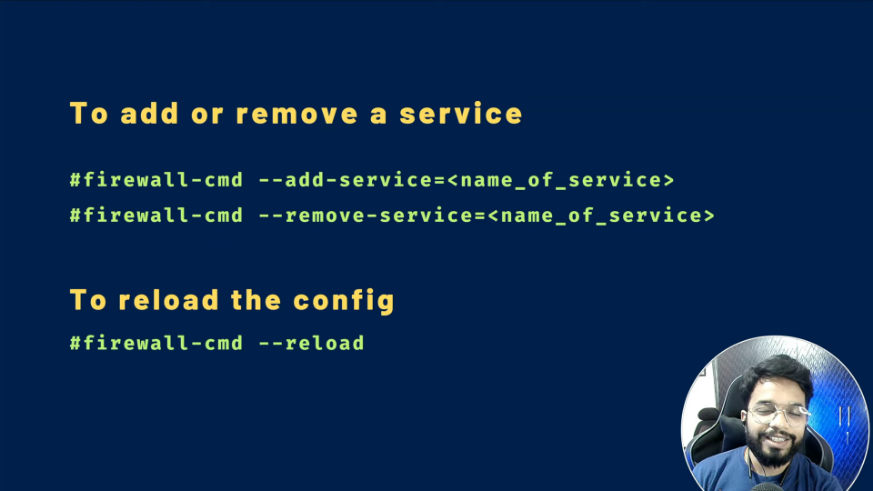 To add or remove a service
#firewall-cmd --add-service=<name_of_service>
#firewall-cmd --remove-service=<name_of_service>
To reload the config
#firewall-cmd --reload